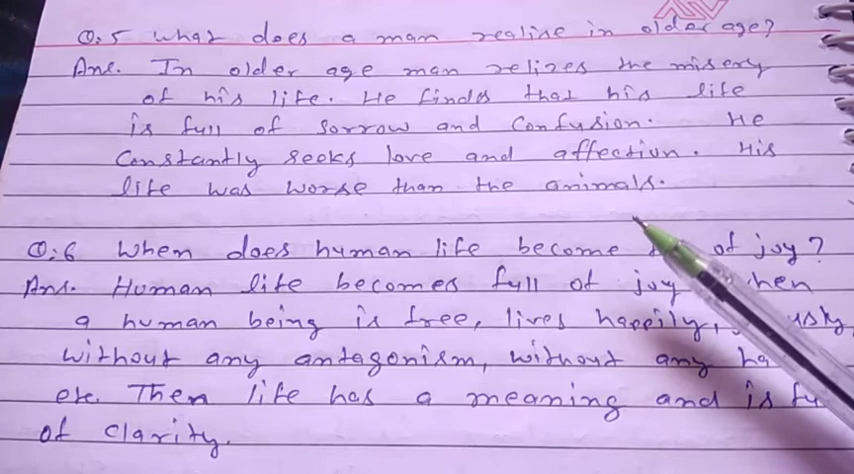 Q:5 what does a man realise in older age?
Ans. In older age man relizes the misery
of his life. He findes that his life
is full of sorrow and confusion. He
constantly seeks love and affection. His
life was worse than the animals.
Q:6 When does human life become of joy?
Ans. Human life becomes full of joy
a human being is free, lives happily,
without any antagonism, without any
etc. Then life has a meaning and is
of clarity.